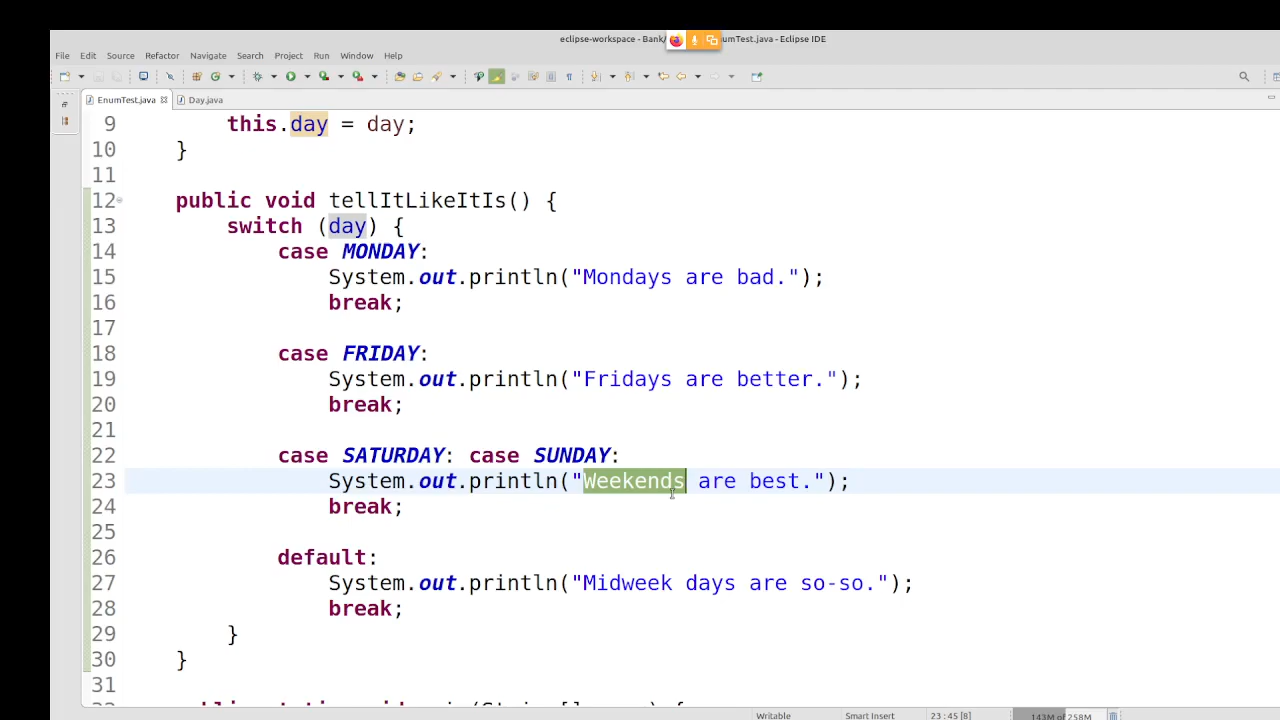 eclipse-workspace - Bank/ numTest.java - Eclipse IDE
File Edit Source Refactor Navigate Search Project Run Window Help
EnumTest.java Day.java
9 this.day = day;
10 }
11
12 public void tellItLikeItIs() {
13 switch (day) {
14 case MONDAY:
15 System.out.println("Mondays are bad.");
16 break;
17
18 case FRIDAY:
19 System.out.println("Fridays are better.");
20 break;
21
22 case SATURDAY: case SUNDAY:
23 System.out.println("Weekends are best.");
24 break;
25
26 default:
27 System.out.println("Midweek days are so-so.");
28 break;
29 }
30 }
31
Writable Smart Insert 23 : 45 [8] 143M of 258M